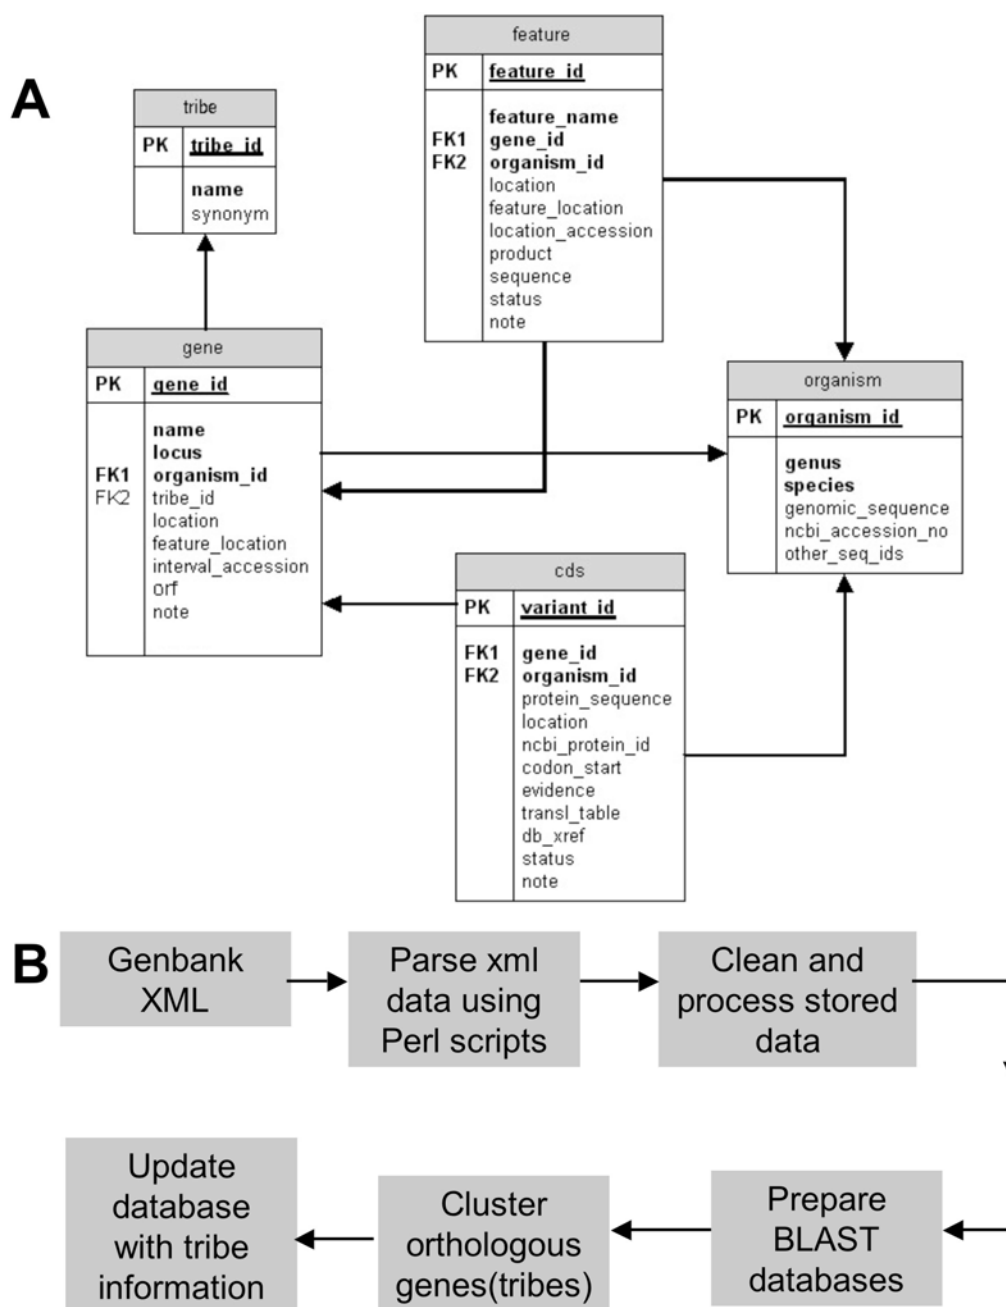 A
tribe
PK tribe_id
name
synonym
feature
PK feature_id
feature_name
FK1 gene_id
FK2 organism_id
location
feature_location
location_accession
product
sequence
status
note
gene
PK gene_id
name
locus
FK1 organism_id
FK2 tribe_id
location
feature_location
interval_accession
orf
note
organism
PK organism_id
genus
species
genomic_sequence
ncbi_accession_no
other_seq_ids
cds
PK variant_id
FK1 gene_id
FK2 organism_id
protein_sequence
location
ncbi_protein_id
codon_start
evidence
transl_table
db_xref
status
note
B
Genbank
XML
Parse xml
data using
Perl scripts
Clean and
process stored
data
Prepare
BLAST
databases
Cluster
orthologous
genes(tribes)
Update
database
with tribe
information